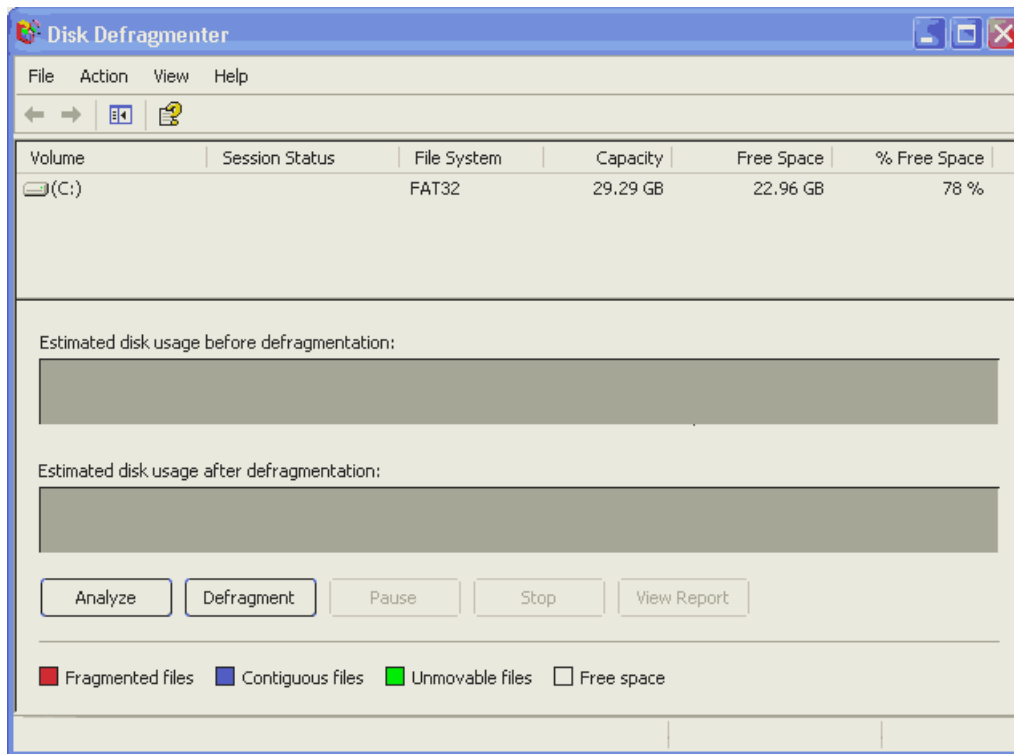 Disk Defragmenter
File Action View Help
Volume Session Status File System Capacity Free Space % Free Space
(C:) FAT32 29.29 GB 22.96 GB 78 %
Estimated disk usage before defragmentation:
Estimated disk usage after defragmentation:
Analyze Defragment Pause Stop View Report
Fragmented files Contiguous files Unmovable files Free space